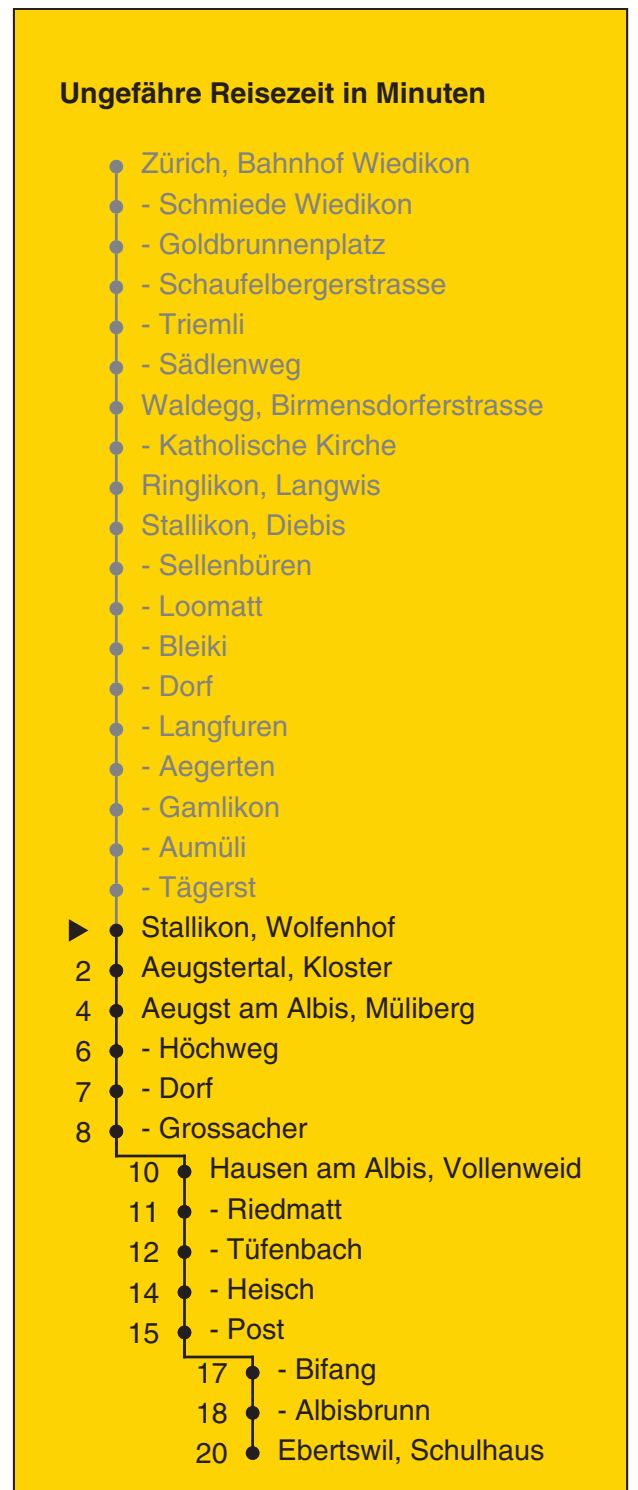 Ungefähre Reisezeit in Minuten
Zürich, Bahnhof Wiedikon
- Schmiede Wiedikon
- Goldbrunnenplatz
- Schaufelbergerstrasse
- Triemli
- Sädlenweg
Waldegg, Birmensdorferstrasse
- Katholische Kirche
Ringlikon, Langwis
Stallikon, Diebis
- Sellenbüren
- Loomatt
- Bleiki
- Dorf
- Langfuren
- Aegerten
- Gamlikon
- Aumüli
- Tägerst
Stallikon, Wolfenhof
2 Aeugstertal, Kloster
4 Aeugst am Albis, Müliberg
6 - Höchweg
7 - Dorf
8 - Grossacher
10 Hausen am Albis, Vollenweid
11 - Riedmatt
12 - Tüfenbach
14 - Heisch
15 - Post
17 - Bifang
18 - Albisbrunn
20 Ebertswil, Schulhaus